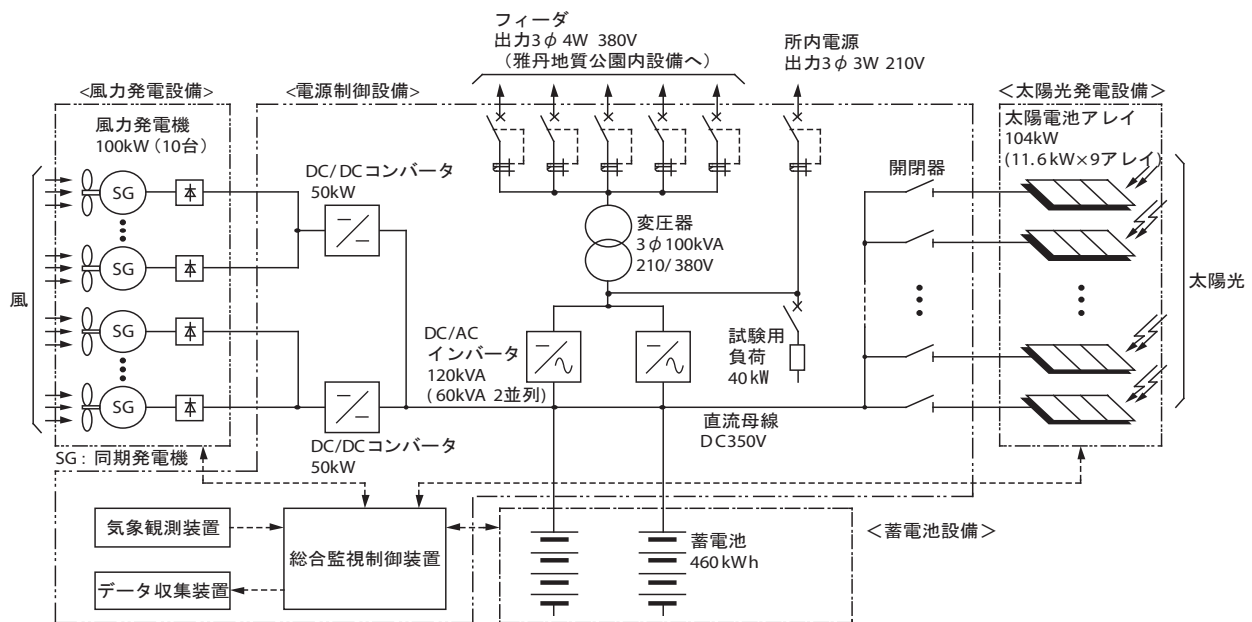 フィーダ
出力3φ 4W 380V
(雅丹地質公園内設備へ)
所内電源
出力3φ 3W 210V
<風力発電設備>
<電源制御設備>
<太陽光発電設備>
風力発電機
100kW (10台)
太陽電池アレイ
104kW
(11.6kW×9アレイ)
DC/DCコンバータ
50kW
開閉器
SG
SG
SG
SG
風
変圧器
3φ100kVA
210/380V
太陽光
DC/AC
インバータ
120kVA
(60kVA 2並列)
試験用
負荷
40kW
直流母線
DC350V
DC/DCコンバータ
50kW
SG : 同期発電機
気象観測装置
データ収集装置
総合監視制御装置
蓄電池
460kWh
<蓄電池設備>